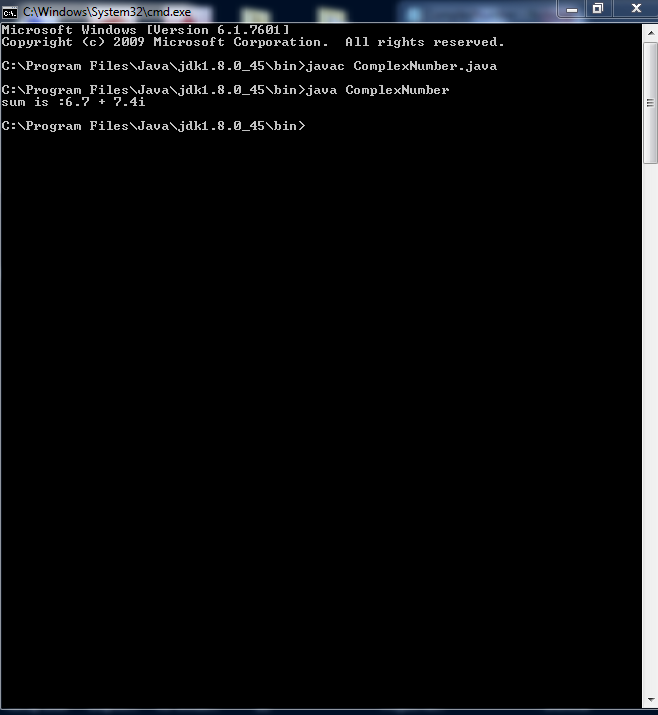 C:\Windows\System32\cmd.exe
Microsoft Windows [Version 6.1.7601]
Copyright (c) 2009 Microsoft Corporation.  All rights reserved.
C:\Program Files\Java\jdk1.8.0_45\bin>javac ComplexNumber.java
C:\Program Files\Java\jdk1.8.0_45\bin>java ComplexNumber
sum is :6.7 + 7.4i
C:\Program Files\Java\jdk1.8.0_45\bin>